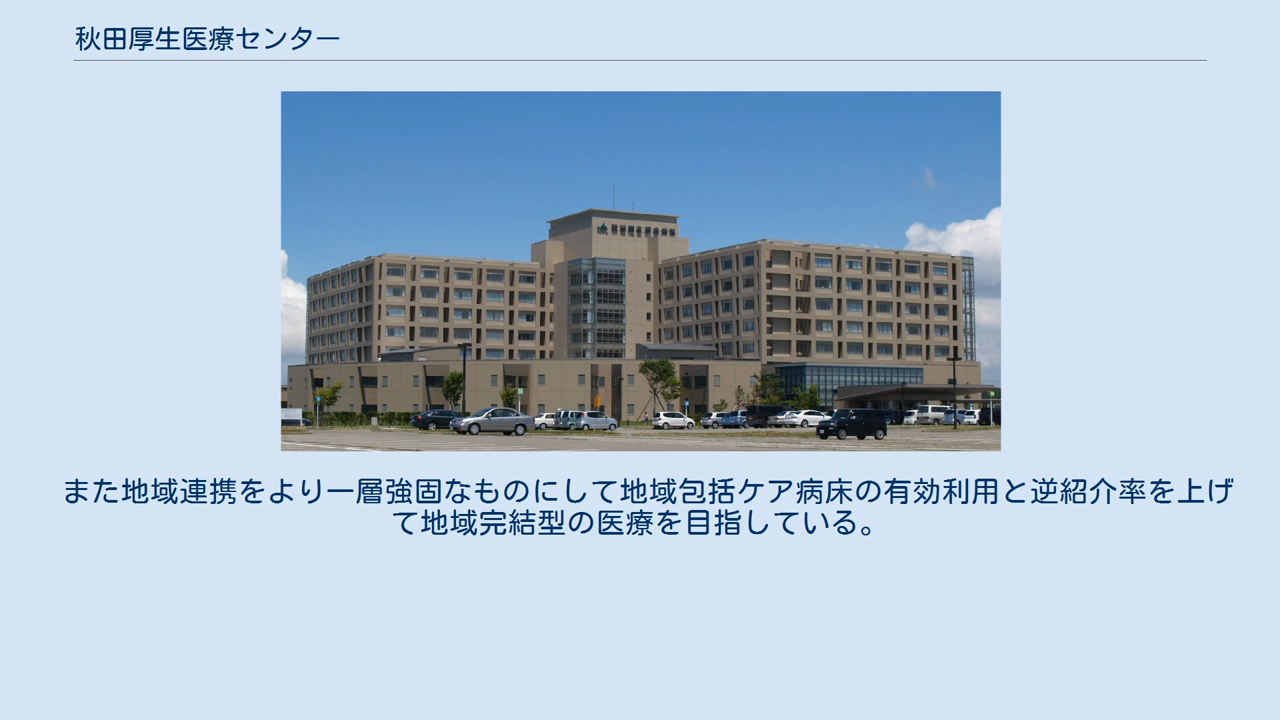 秋田厚生医療センター
また地域連携をより一層強固なものにして地域包括ケア病床の有効利用と逆紹介率を上げ
て地域完結型の医療を目指している。